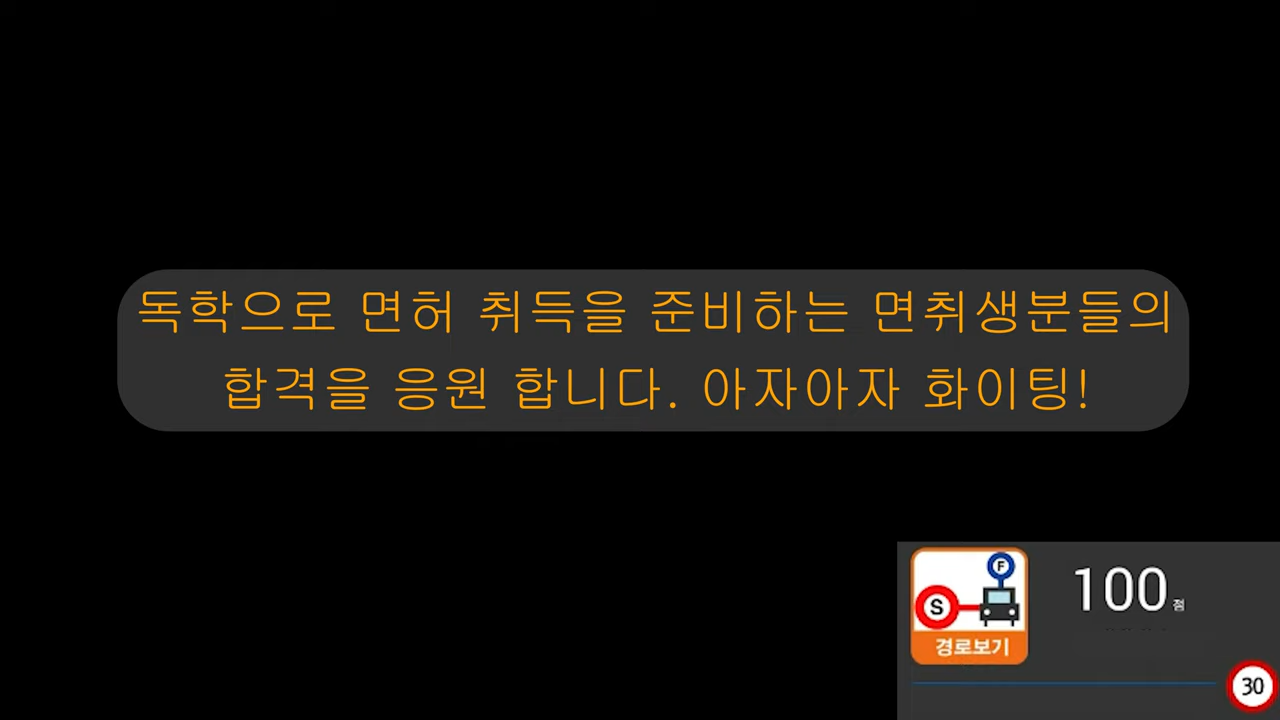 독학으로 면허 취득을 준비하는 면취생분들의
합격을 응원 합니다. 아자아자 화이팅!
F
S
경로보기
100점
30